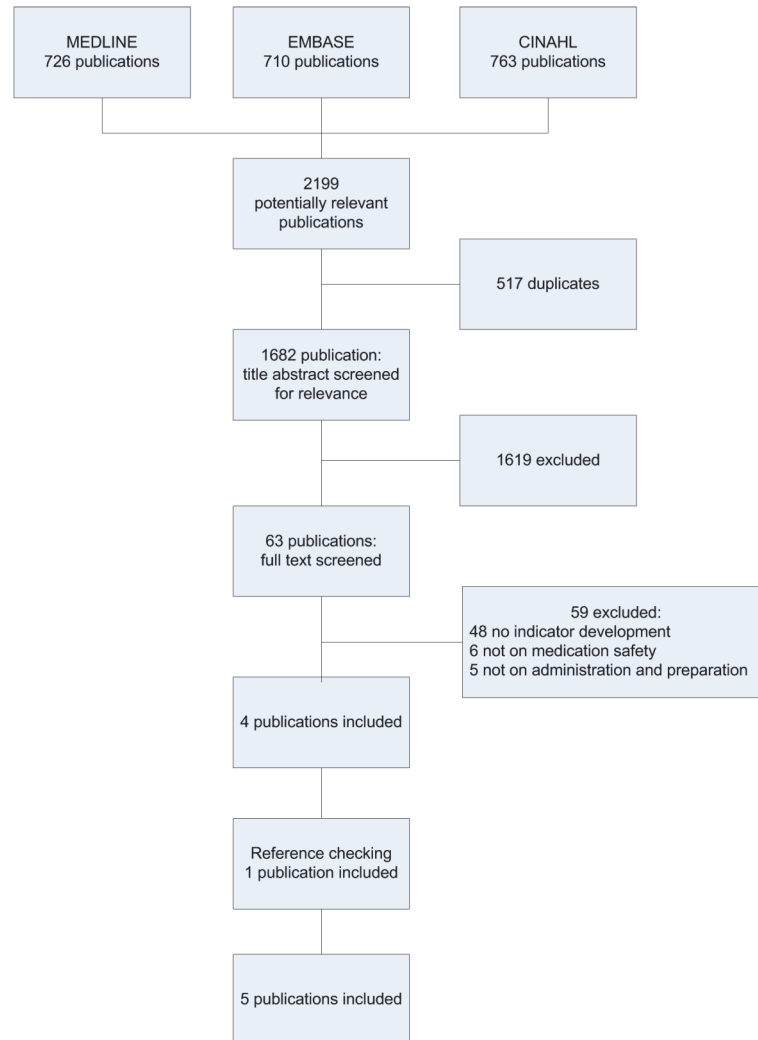 MEDLINE
726 publications
EMBASE
710 publications
CINAHL
763 publications
2199
potentially relevant
publications
517 duplicates
1682 publication:
title abstract screened
for relevance
1619 excluded
63 publications:
full text screened
59 excluded:
48 no indicator development
6 not on medication safety
5 not on administration and preparation
4 publications included
Reference checking
1 publication included
5 publications included